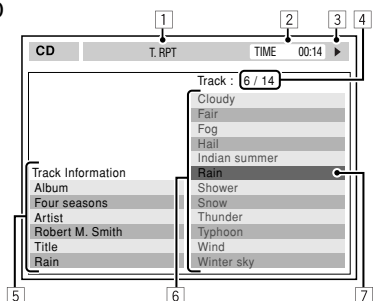 1 2 3 4
CD T. RPT TIME 00:14
Track : 6 / 14
Cloudy
Fair
Fog
Hail
Indian summer
Rain
Shower
Snow
Thunder
Typhoon
Wind
Winter sky
Track Information
Album
Four seasons
Artist
Robert M. Smith
Title
Rain
5 6 7